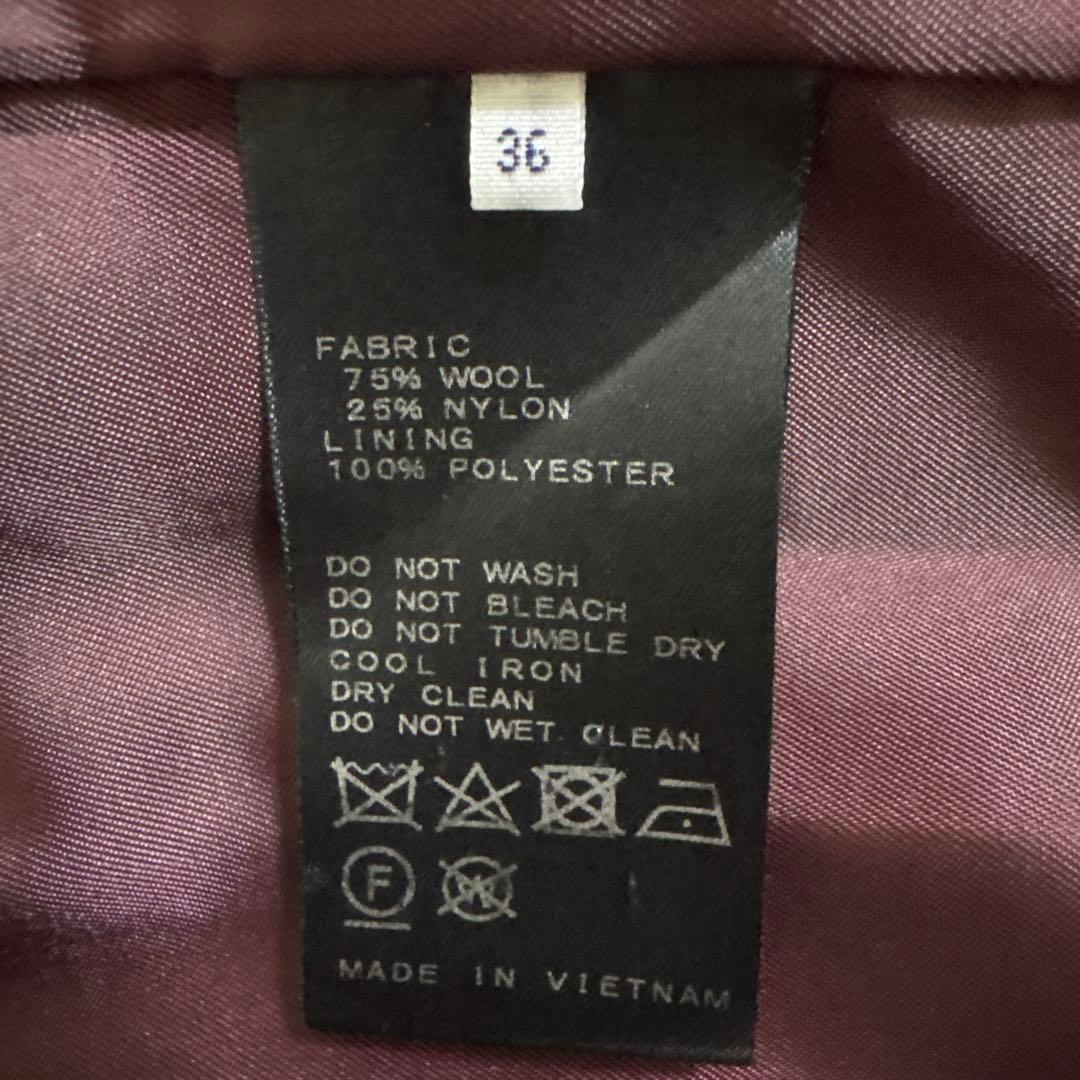 36
FABRIC
75% WOOL
25% NYLON
LINING
100% POLYESTER
DO NOT WASH
DO NOT BLEACH
DO NOT TUMBLE DRY
COOL IRON
DRY CLEAN
DO NOT WET CLEAN
F W
MADE IN VIETNAM